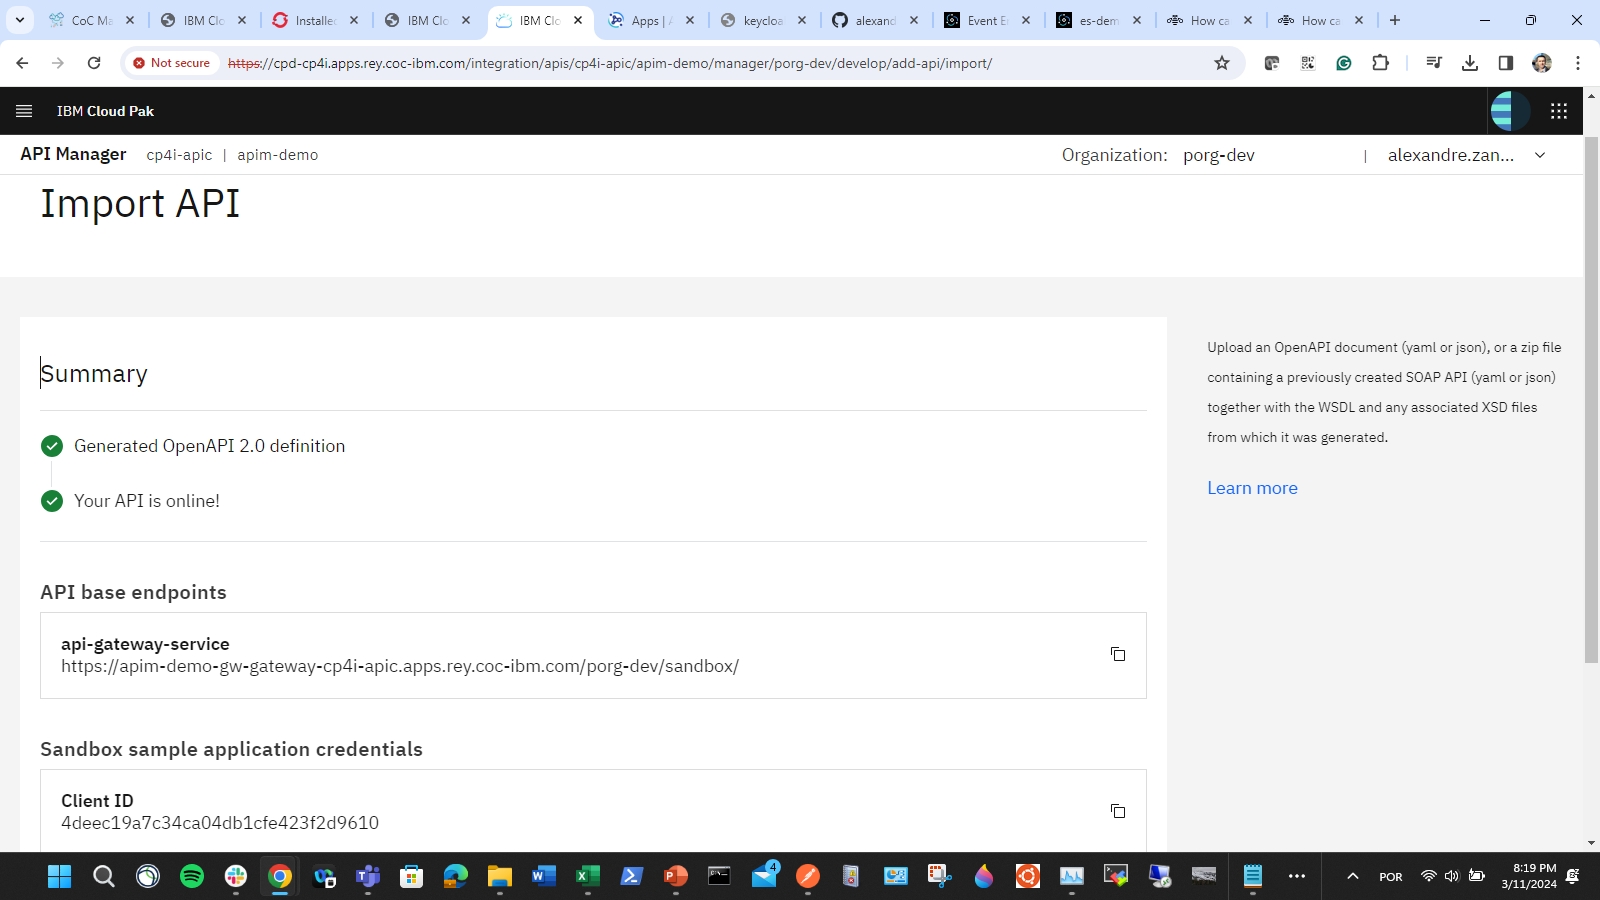 CoC Ma
IBM Clo
Installed
IBM Clo
IBM Clo
Apps | A
keycloa
alexand
Event E
es-dem
How ca
How ca
Not secure
https://cpd-cp4i.apps.rey.coc-ibm.com/integration/apis/cp4i-apic/apim-demo/manager/porg-dev/develop/add-api/import/
IBM Cloud Pak
API Manager cp4i-apic | apim-demo
Organization: porg-dev | alexandre.zan...
Import API
Summary
Generated OpenAPI 2.0 definition
Your API is online!
API base endpoints
api-gateway-service
https://apim-demo-gw-gateway-cp4i-apic.apps.rey.coc-ibm.com/porg-dev/sandbox/
Sandbox sample application credentials
Client ID
4deec19a7c34ca04db1cfe423f2d9610
Upload an OpenAPI document (yaml or json), or a zip file
containing a previously created SOAP API (yaml or json)
together with the WSDL and any associated XSD files
from which it was generated.
Learn more
4
POR
8:19 PM
3/11/2024